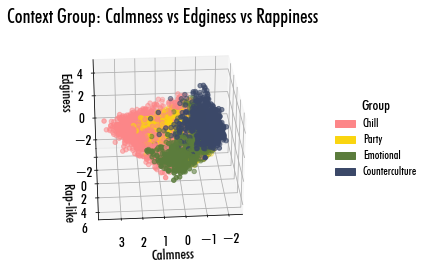 Context Group: Calmness vs Edginess vs Rappiness
Edginess
4
2
0
−2
−2
0
2
4
6
Rap-like
3
2
1
0
−1
−2
Calmness
Group
Chill
Party
Emotional
Counterculture